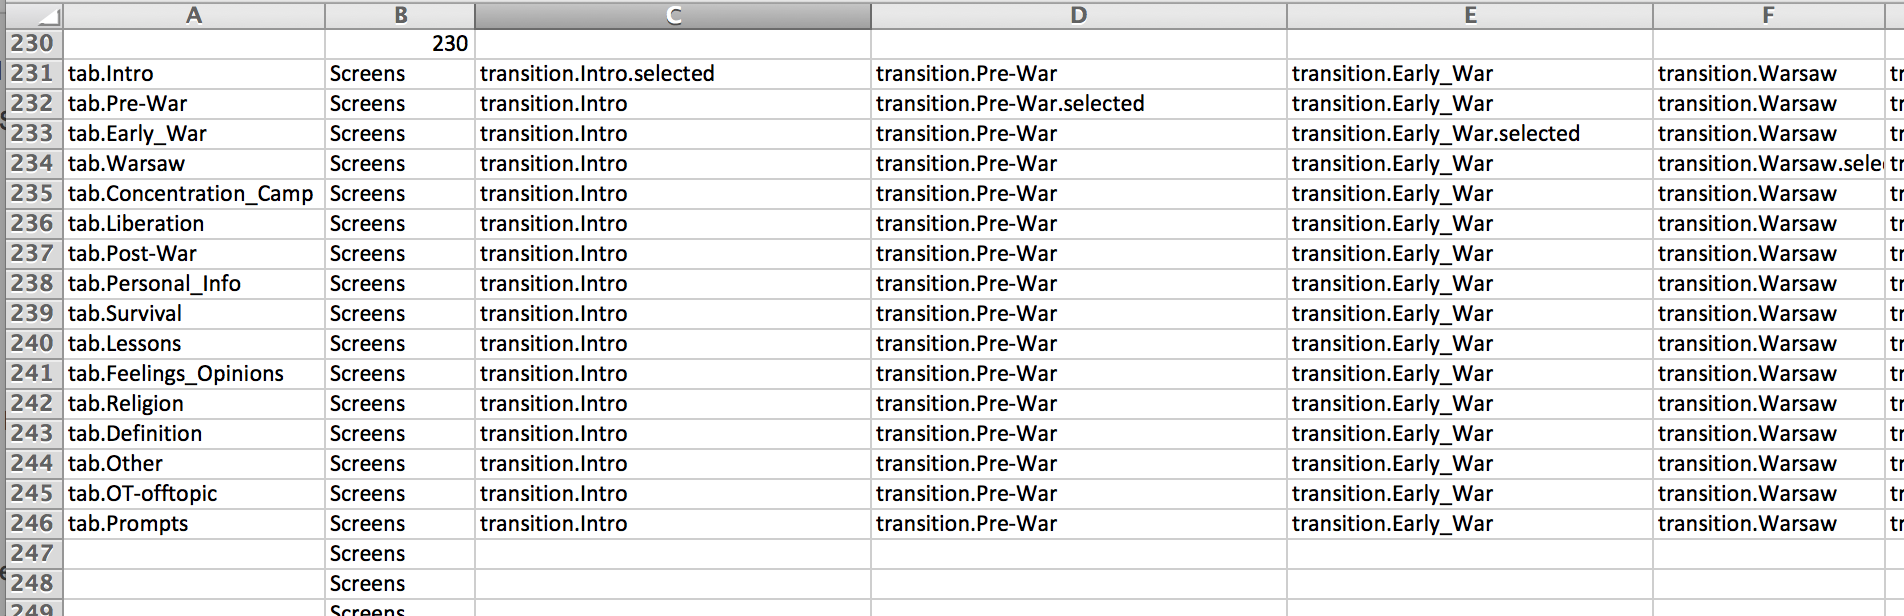 A B C D E F
230 230
231 tab.Intro Screens transition.Intro.selected transition.Pre-War transition.Early_War transition.Warsaw tr
232 tab.Pre-War Screens transition.Intro transition.Pre-War.selected transition.Early_War transition.Warsaw tr
233 tab.Early_War Screens transition.Intro transition.Pre-War transition.Early_War.selected transition.Warsaw tr
234 tab.Warsaw Screens transition.Intro transition.Pre-War transition.Early_War transition.Warsaw.sele tr
235 tab.Concentration_Camp Screens transition.Intro transition.Pre-War transition.Early_War transition.Warsaw tr
236 tab.Liberation Screens transition.Intro transition.Pre-War transition.Early_War transition.Warsaw tr
237 tab.Post-War Screens transition.Intro transition.Pre-War transition.Early_War transition.Warsaw tr
238 tab.Personal_Info Screens transition.Intro transition.Pre-War transition.Early_War transition.Warsaw tr
239 tab.Survival Screens transition.Intro transition.Pre-War transition.Early_War transition.Warsaw tr
240 tab.Lessons Screens transition.Intro transition.Pre-War transition.Early_War transition.Warsaw tr
241 tab.Feelings_Opinions Screens transition.Intro transition.Pre-War transition.Early_War transition.Warsaw tr
242 tab.Religion Screens transition.Intro transition.Pre-War transition.Early_War transition.Warsaw tr
243 tab.Definition Screens transition.Intro transition.Pre-War transition.Early_War transition.Warsaw tr
244 tab.Other Screens transition.Intro transition.Pre-War transition.Early_War transition.Warsaw tr
245 tab.OT-offtopic Screens transition.Intro transition.Pre-War transition.Early_War transition.Warsaw tr
246 tab.Prompts Screens transition.Intro transition.Pre-War transition.Early_War transition.Warsaw tr
247 Screens
248 Screens
249 Screens